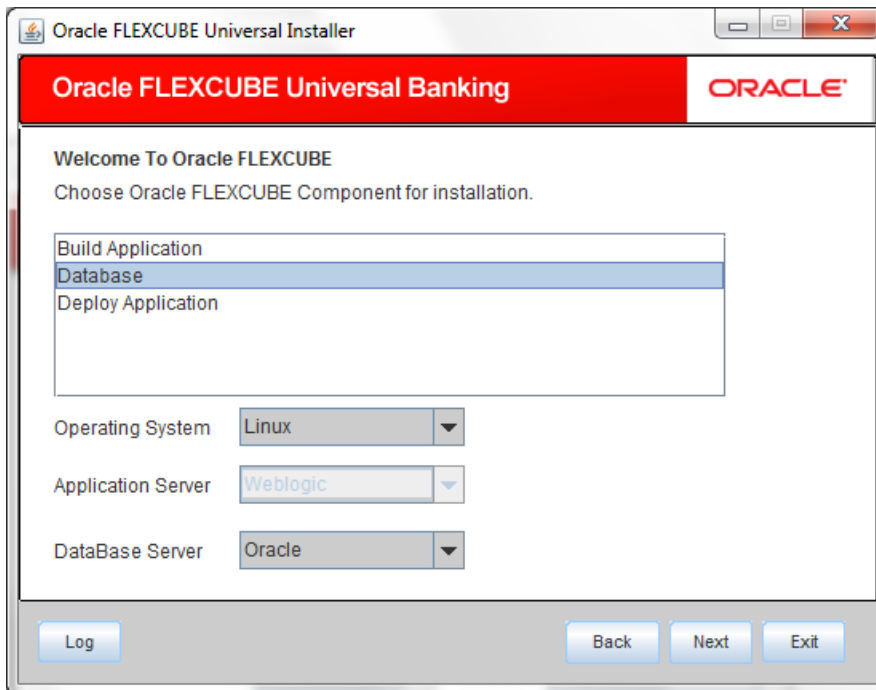 Oracle FLEXCUBE Universal Installer
Oracle FLEXCUBE Universal Banking
ORACLE
Welcome To Oracle FLEXCUBE
Choose Oracle FLEXCUBE Component for installation.
Build Application
Database
Deploy Application
Operating System Linux
Application Server Weblogic
DataBase Server Oracle
Log Back Next Exit